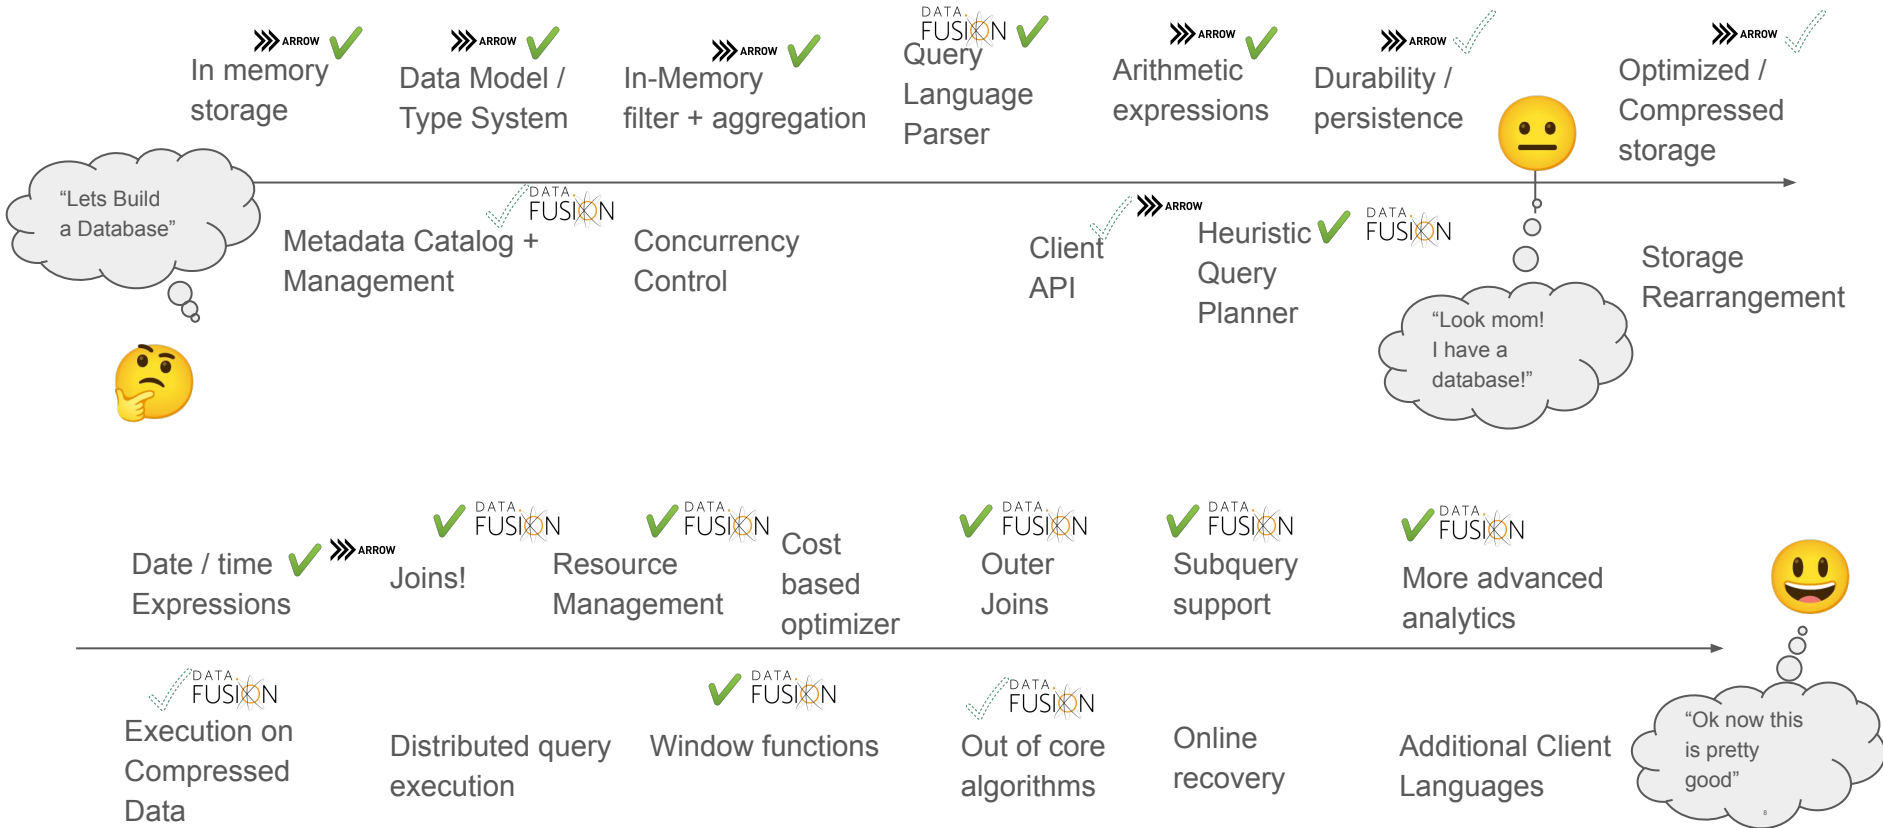 ARROW
In memory
storage
ARROW
Data Model /
Type System
ARROW
In-Memory
filter + aggregation
DATA
FUSION
Query
Language
Parser
ARROW
Arithmetic
expressions
ARROW
Durability /
persistence
ARROW
Optimized /
Compressed
storage
“Lets Build
a Database”
DATA
FUSION
Metadata Catalog +
Management
Concurrency
Control
ARROW
Client
API
DATA
FUSION
Heuristic
Query
Planner
“Look mom!
I have a
database!”
Storage
Rearrangement
ARROW
Date / time
Expressions
DATA
FUSION
Joins!
DATA
FUSION
Resource
Management
Cost
based
optimizer
DATA
FUSION
Outer
Joins
DATA
FUSION
Subquery
support
DATA
FUSION
More advanced
analytics
DATA
FUSION
Execution on
Compressed
Data
Distributed query
execution
DATA
FUSION
Window functions
DATA
FUSION
Out of core
algorithms
Online
recovery
Additional Client
Languages
“Ok now this
is pretty
good”
8